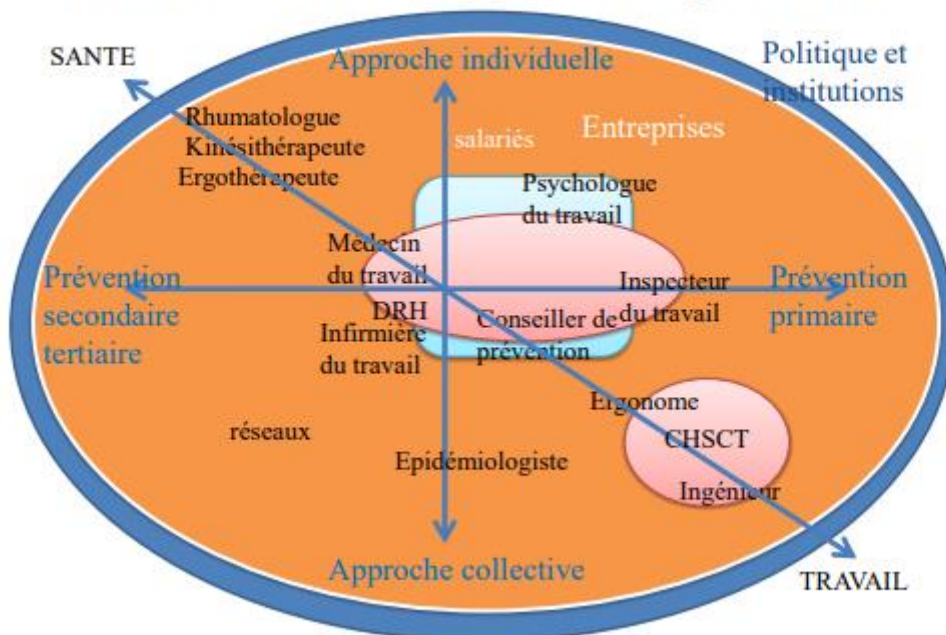 SANTE
Approche individuelle
Politique et
institutions
Rhumatologue
Kinésithérapeute
Ergothérapeute
salariés
Entreprises
Psychologue
du travail
Médecin
du travail
Prévention
secondaire
tertiaire
Inspecteur
du travail
Prévention
primaire
DRH
Infirmière
du travail
Conseiller de
prévention
Ergonome
réseaux
CHSCT
Epidémiologiste
Ingénieur
Approche collective
TRAVAIL